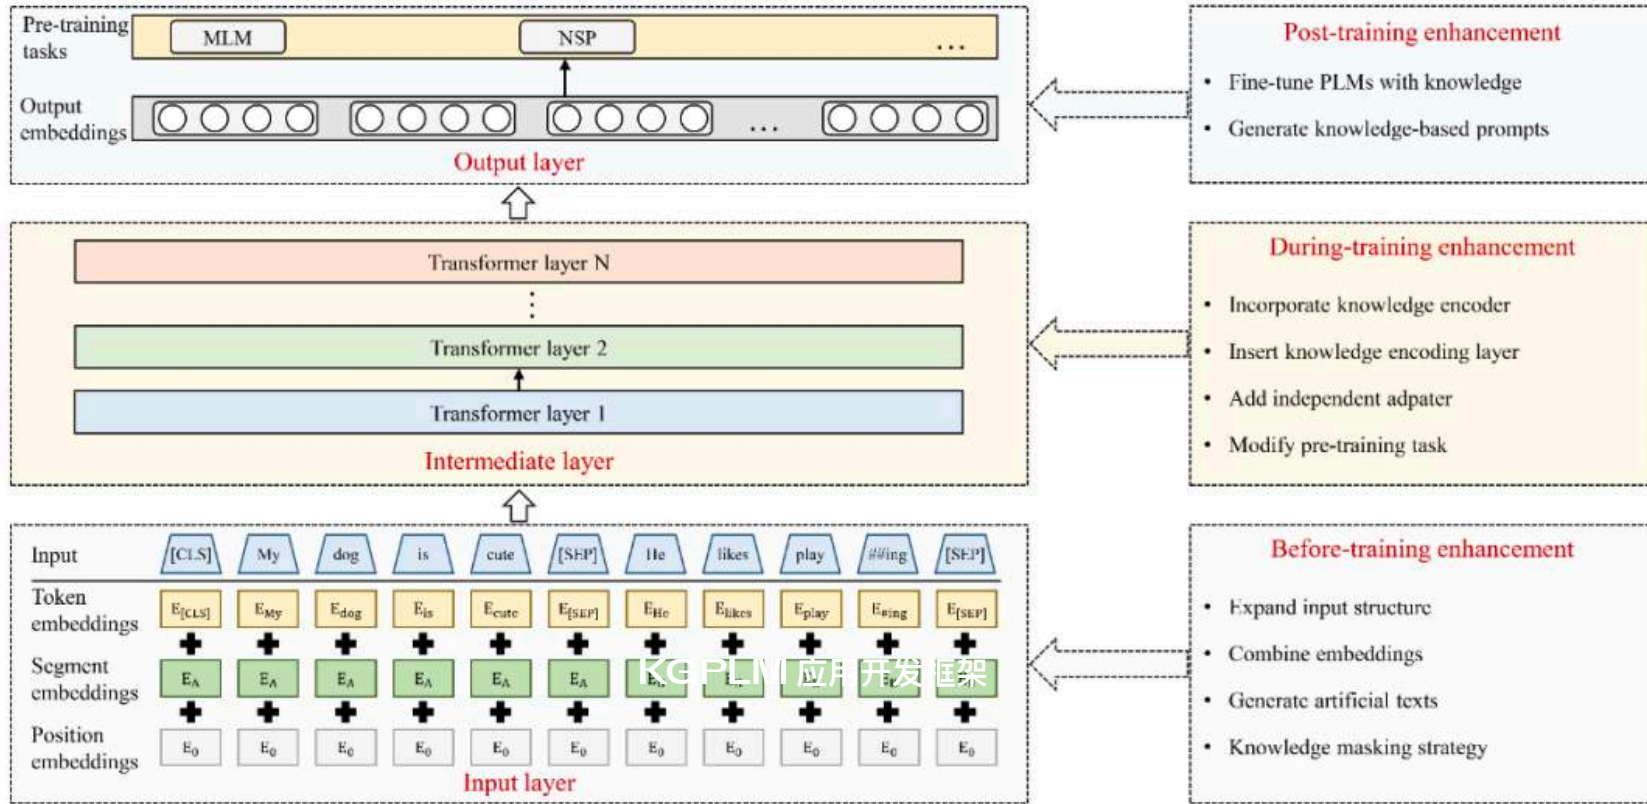 Pre-training
tasks
MLM
NSP
...
Output
embeddings
...
Output layer
Post-training enhancement
• Fine-tune PLMs with knowledge
• Generate knowledge-based prompts
Transformer layer N
Transformer layer 2
Transformer layer 1
Intermediate layer
During-training enhancement
• Incorporate knowledge encoder
• Insert knowledge encoding layer
• Add independent adpater
• Modify pre-training task
Input [CLS] My dog is cute [SEP] He likes play ##ing [SEP]
Token
embeddings
E[CLS] EMy Edog Eis Ecute E[SEP] EHe Elikes Eplay E#ing E[SEP]
Segment
embeddings
EA EA EA EA EA EA
KGPLM 应用开发框架
Position
embeddings
E0 E0 E0 E0 E0 E0 E0 E0 E0 E0 E0
Input layer
Before-training enhancement
• Expand input structure
• Combine embeddings
• Generate artificial texts
• Knowledge masking strategy